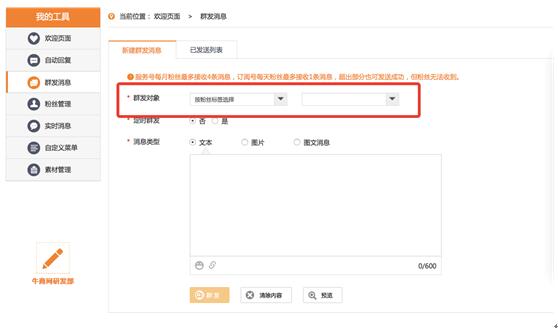 我的工具
当前位置： 欢迎页面 > 群发消息
欢迎页面
自动回复
群发消息
粉丝管理
实时消息
自定义菜单
素材管理
牛商网研发部
新建群发消息
已发送列表
服务号每月粉丝最多接收4条消息，订阅号每天粉丝最多接收1条消息，超出部分也可发送成功，但粉丝无法收到。
* 群发对象 按粉丝标签选择
* 定时群发 否 是
* 消息类型 文本 图片 图文消息
0/600
群发 清除内容 预览